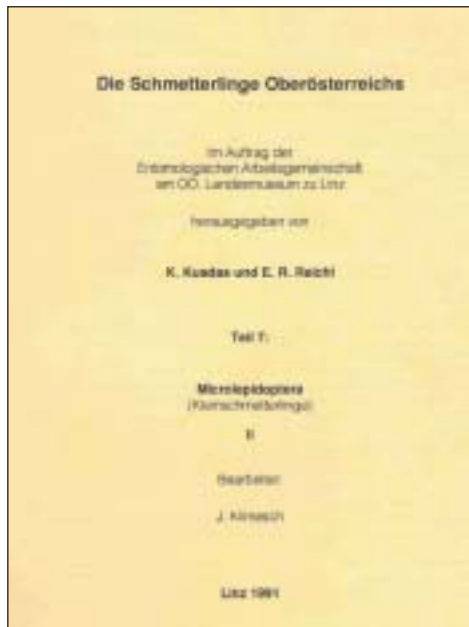 Die Schmetterlinge Oberösterreichs
Im Auftrag der
Entomologischen Arbeitsgemeinschaft
am OÖ. Landesmuseum zu Linz
herausgegeben von
K. Kusdas und E. R. Reichl
Teil 7:
Microlepidoptera
(Kleinschmetterlinge)
II
Bearbeiter:
J. Klimesch
Linz 1991